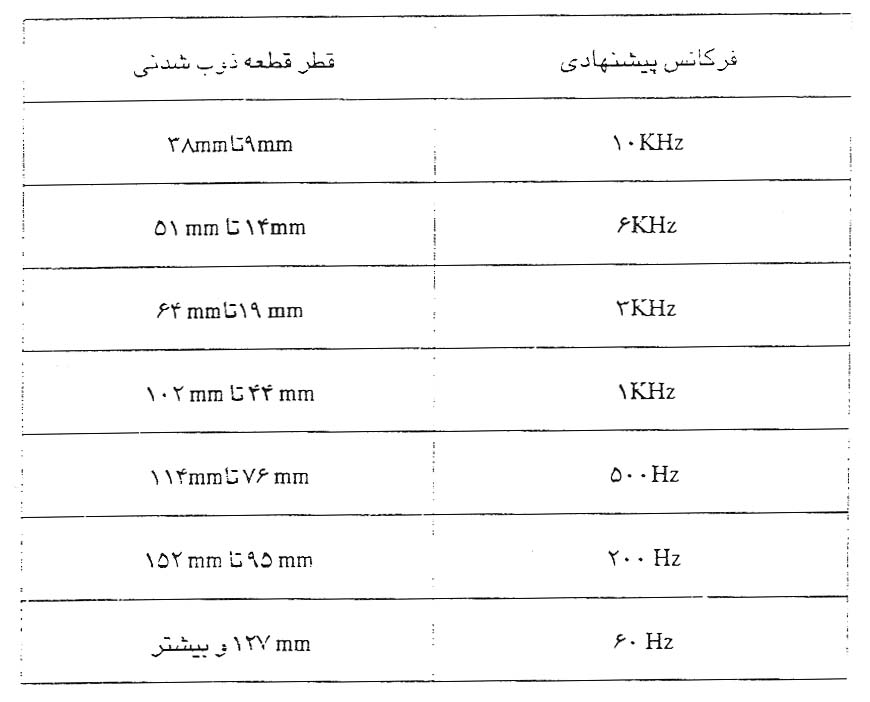 فرکانس پیشنهادی قطر قطعه ذوب شدنی
۱۰KHz ۹mmتا۳۸mm
۶KHz ۱۴mm تا ۵۱ mm
۳KHz ۱۹ mmتا۶۴ mm
۱KHz ۴۴ mm تا ۱۰۲ mm
۵۰۰Hz ۷۶ mmتا۱۱۴mm
۲۰۰ Hz ۹۵ mm تا ۱۵۲ mm
۶۰ Hz ۱۲۷ mm و بیشتر